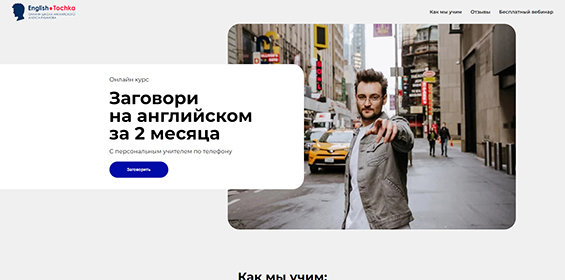 English Tochka
Как мы учим
Отзывы
Бесплатный вебинар
Онлайн курс
Заговори
на английском
за 2 месяца
С персональным учителем по телефону
Заговорить
Как мы учим: